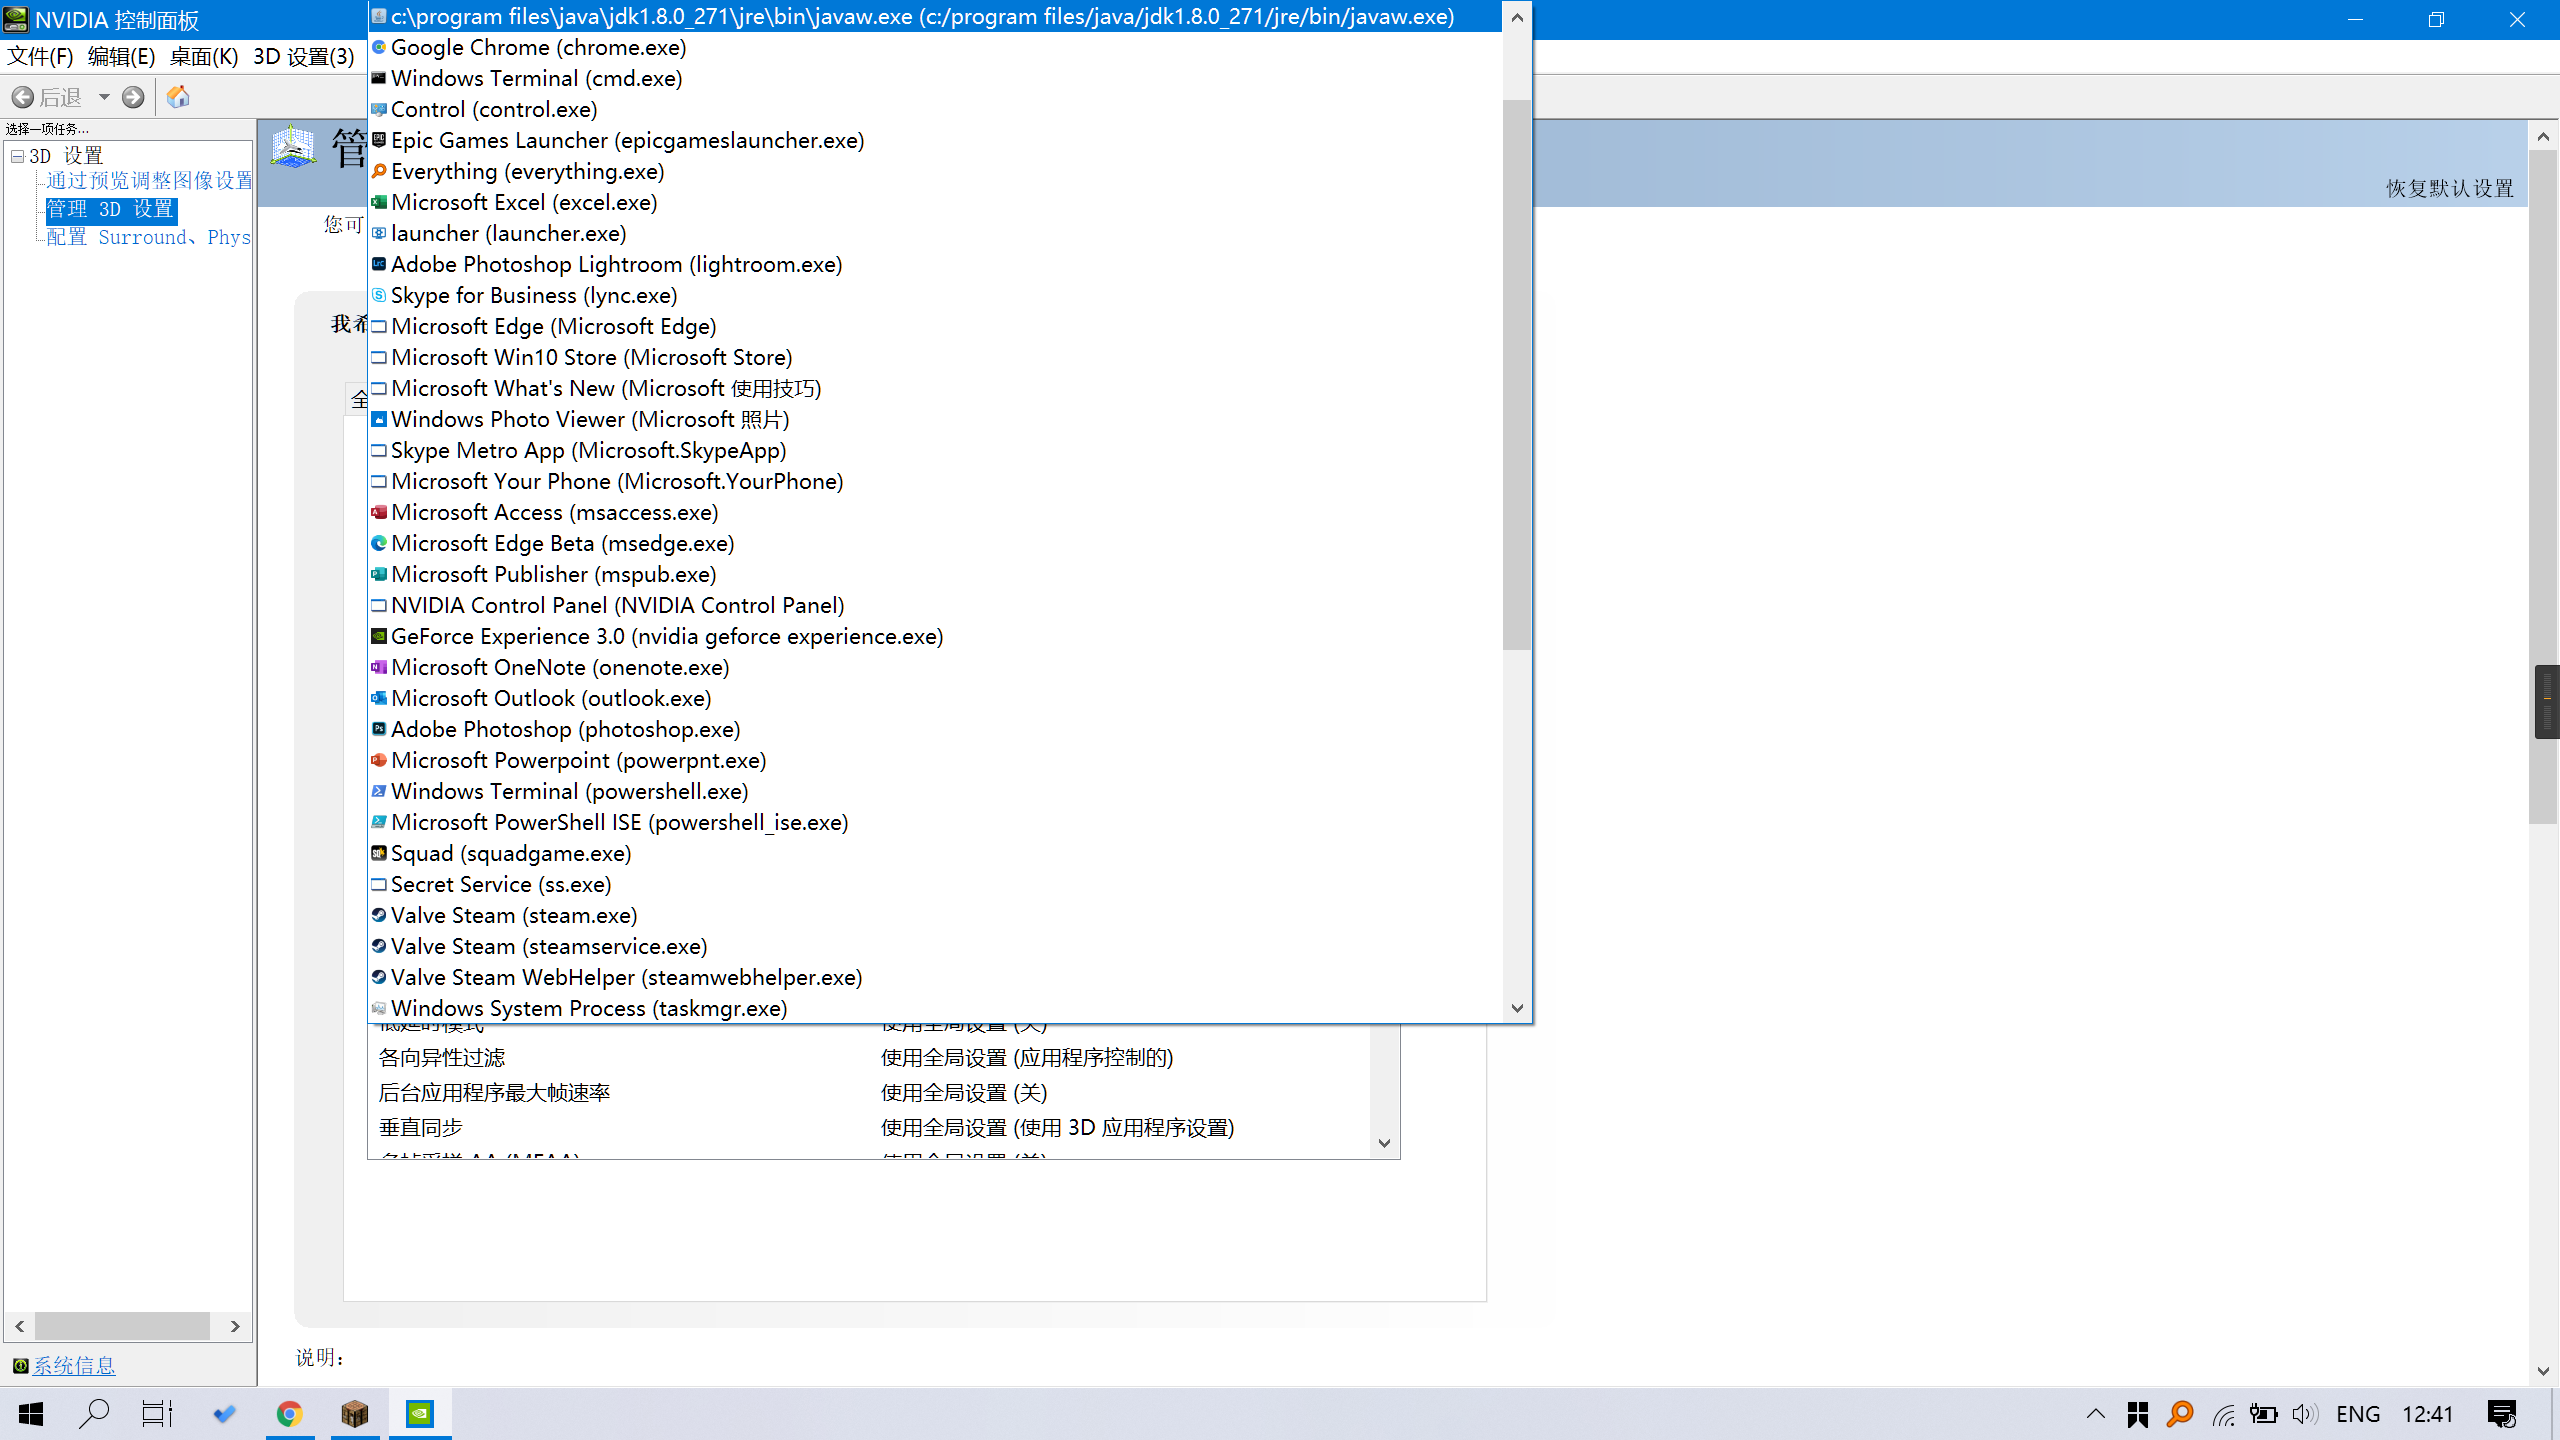 NVIDIA 控制面板
文件(F) 编辑(E) 桌面(K) 3D 设置(3)
后退
选择一项任务...
3D 设置
通过预览调整图像设置
管理 3D 设置
配置 Surround、Phys
系统信息
管
恢复默认设置
您可
我希
全
c:\program files\java\jdk1.8.0_271\jre\bin\javaw.exe (c:/program files/java/jdk1.8.0_271/jre/bin/javaw.exe)
Google Chrome (chrome.exe)
Windows Terminal (cmd.exe)
Control (control.exe)
Epic Games Launcher (epicgameslauncher.exe)
Everything (everything.exe)
Microsoft Excel (excel.exe)
launcher (launcher.exe)
Adobe Photoshop Lightroom (lightroom.exe)
Skype for Business (lync.exe)
Microsoft Edge (Microsoft Edge)
Microsoft Win10 Store (Microsoft Store)
Microsoft What's New (Microsoft 使用技巧)
Windows Photo Viewer (Microsoft 照片)
Skype Metro App (Microsoft.SkypeApp)
Microsoft Your Phone (Microsoft.YourPhone)
Microsoft Access (msaccess.exe)
Microsoft Edge Beta (msedge.exe)
Microsoft Publisher (mspub.exe)
NVIDIA Control Panel (NVIDIA Control Panel)
GeForce Experience 3.0 (nvidia geforce experience.exe)
Microsoft OneNote (onenote.exe)
Microsoft Outlook (outlook.exe)
Adobe Photoshop (photoshop.exe)
Microsoft Powerpoint (powerpnt.exe)
Windows Terminal (powershell.exe)
Microsoft PowerShell ISE (powershell_ise.exe)
Squad (squadgame.exe)
Secret Service (ss.exe)
Valve Steam (steam.exe)
Valve Steam (steamservice.exe)
Valve Steam WebHelper (steamwebhelper.exe)
Windows System Process (taskmgr.exe)
低延时模式 使用全局设置 (关)
各向异性过滤 使用全局设置 (应用程序控制的)
后台应用程序最大帧速率 使用全局设置 (关)
垂直同步 使用全局设置 (使用 3D 应用程序设置)
说明:
ENG 12:41